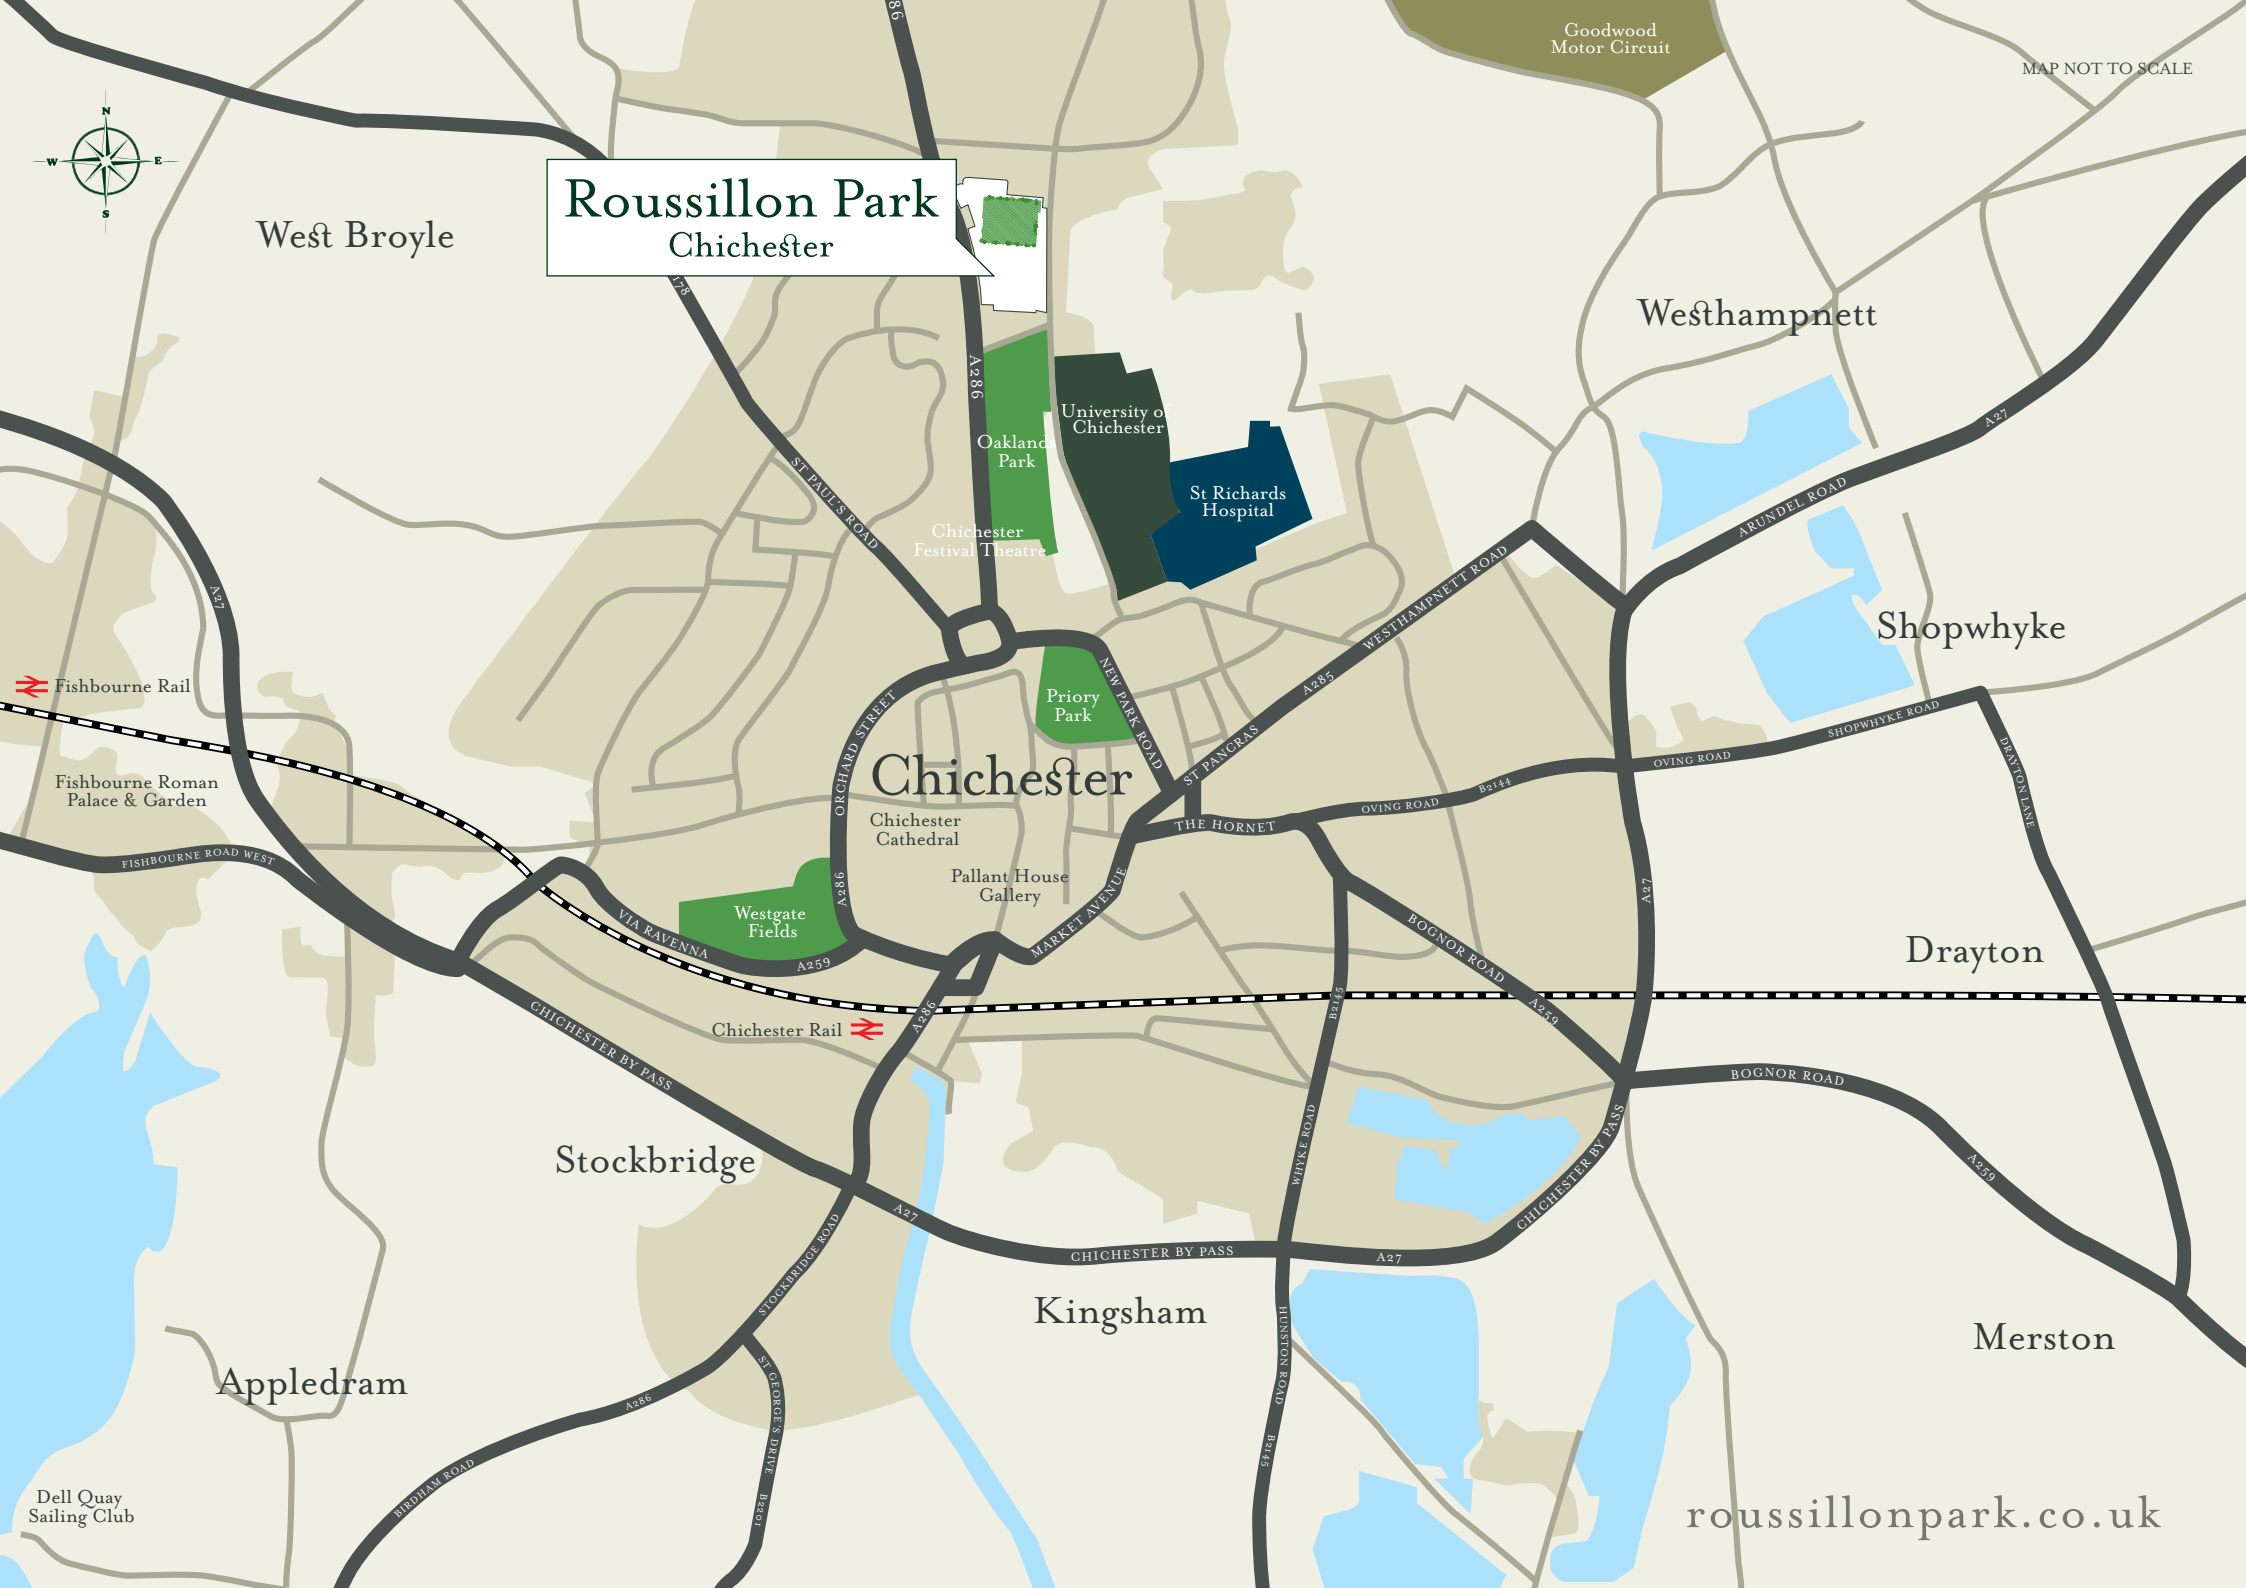 86
Goodwood
Motor Circuit
MAP NOT TO SCALE
N
W
E
S
Roussillon Park
Chichester
West Broyle
178
Westhampnett
A286
University of
Chichester
A27
Oaklands
Park
ST PAUL'S ROAD
St Richards
Hospital
ARUNDEL ROAD
Chichester
Festival Theatre
WESTHAMPNETT ROAD
A27
Shopwhyke
Fishbourne Rail
A285
NEW PARK ROAD
Priory
Park
ORCHARD STREET
SHOPWHYKE ROAD
ST PANCRAS
OVING ROAD
DRAYTON LANE
Fishbourne Roman
Palace & Garden
Chichester
B2144
OVING ROAD
Chichester
Cathedral
THE HORNET
FISHBOURNE ROAD WEST
A286
Pallant House
Gallery
A27
MARKET AVENUE
Westgate
Fields
VIA RAVENNA
A259
BOGNOR ROAD
Drayton
B2145
A259
A286
Chichester Rail
CHICHESTER BY PASS
BOGNOR ROAD
WHYKE ROAD
Stockbridge
CHICHESTER BY PASS
A259
A27
STOCKBRIDGE ROAD
CHICHESTER BY PASS
A27
Kingsham
HUNSTON ROAD
Merston
Appledram
ST GEORGE'S DRIVE
A286
B2145
BIRDHAM ROAD
B2201
Dell Quay
Sailing Club
roussillonpark.co.uk